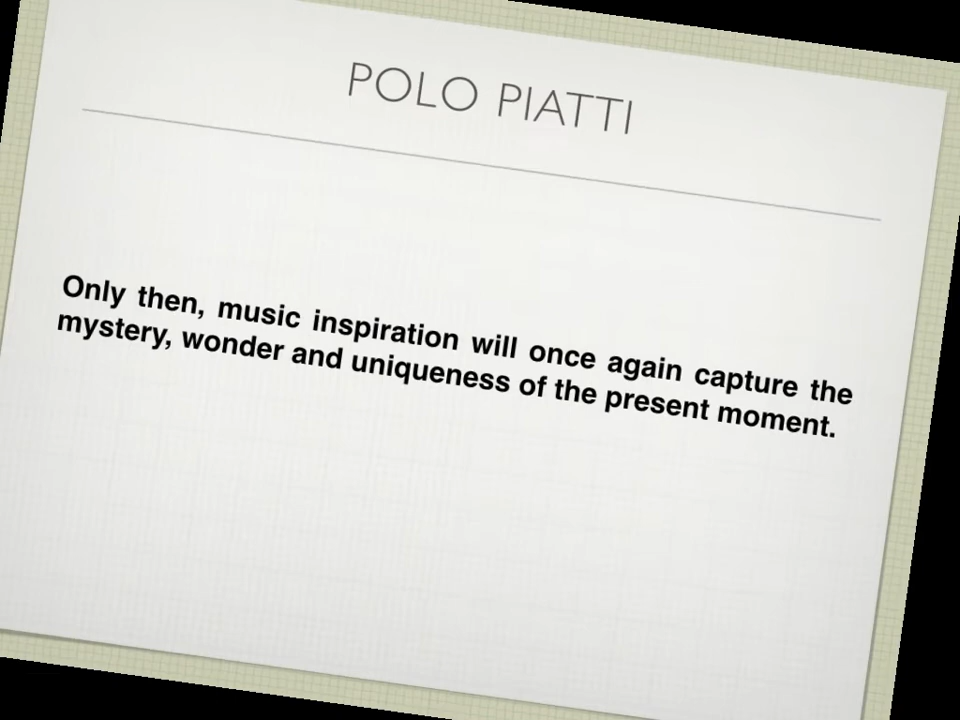 POLO PIATTI
Only then, music inspiration will once again capture the
mystery, wonder and uniqueness of the present moment.